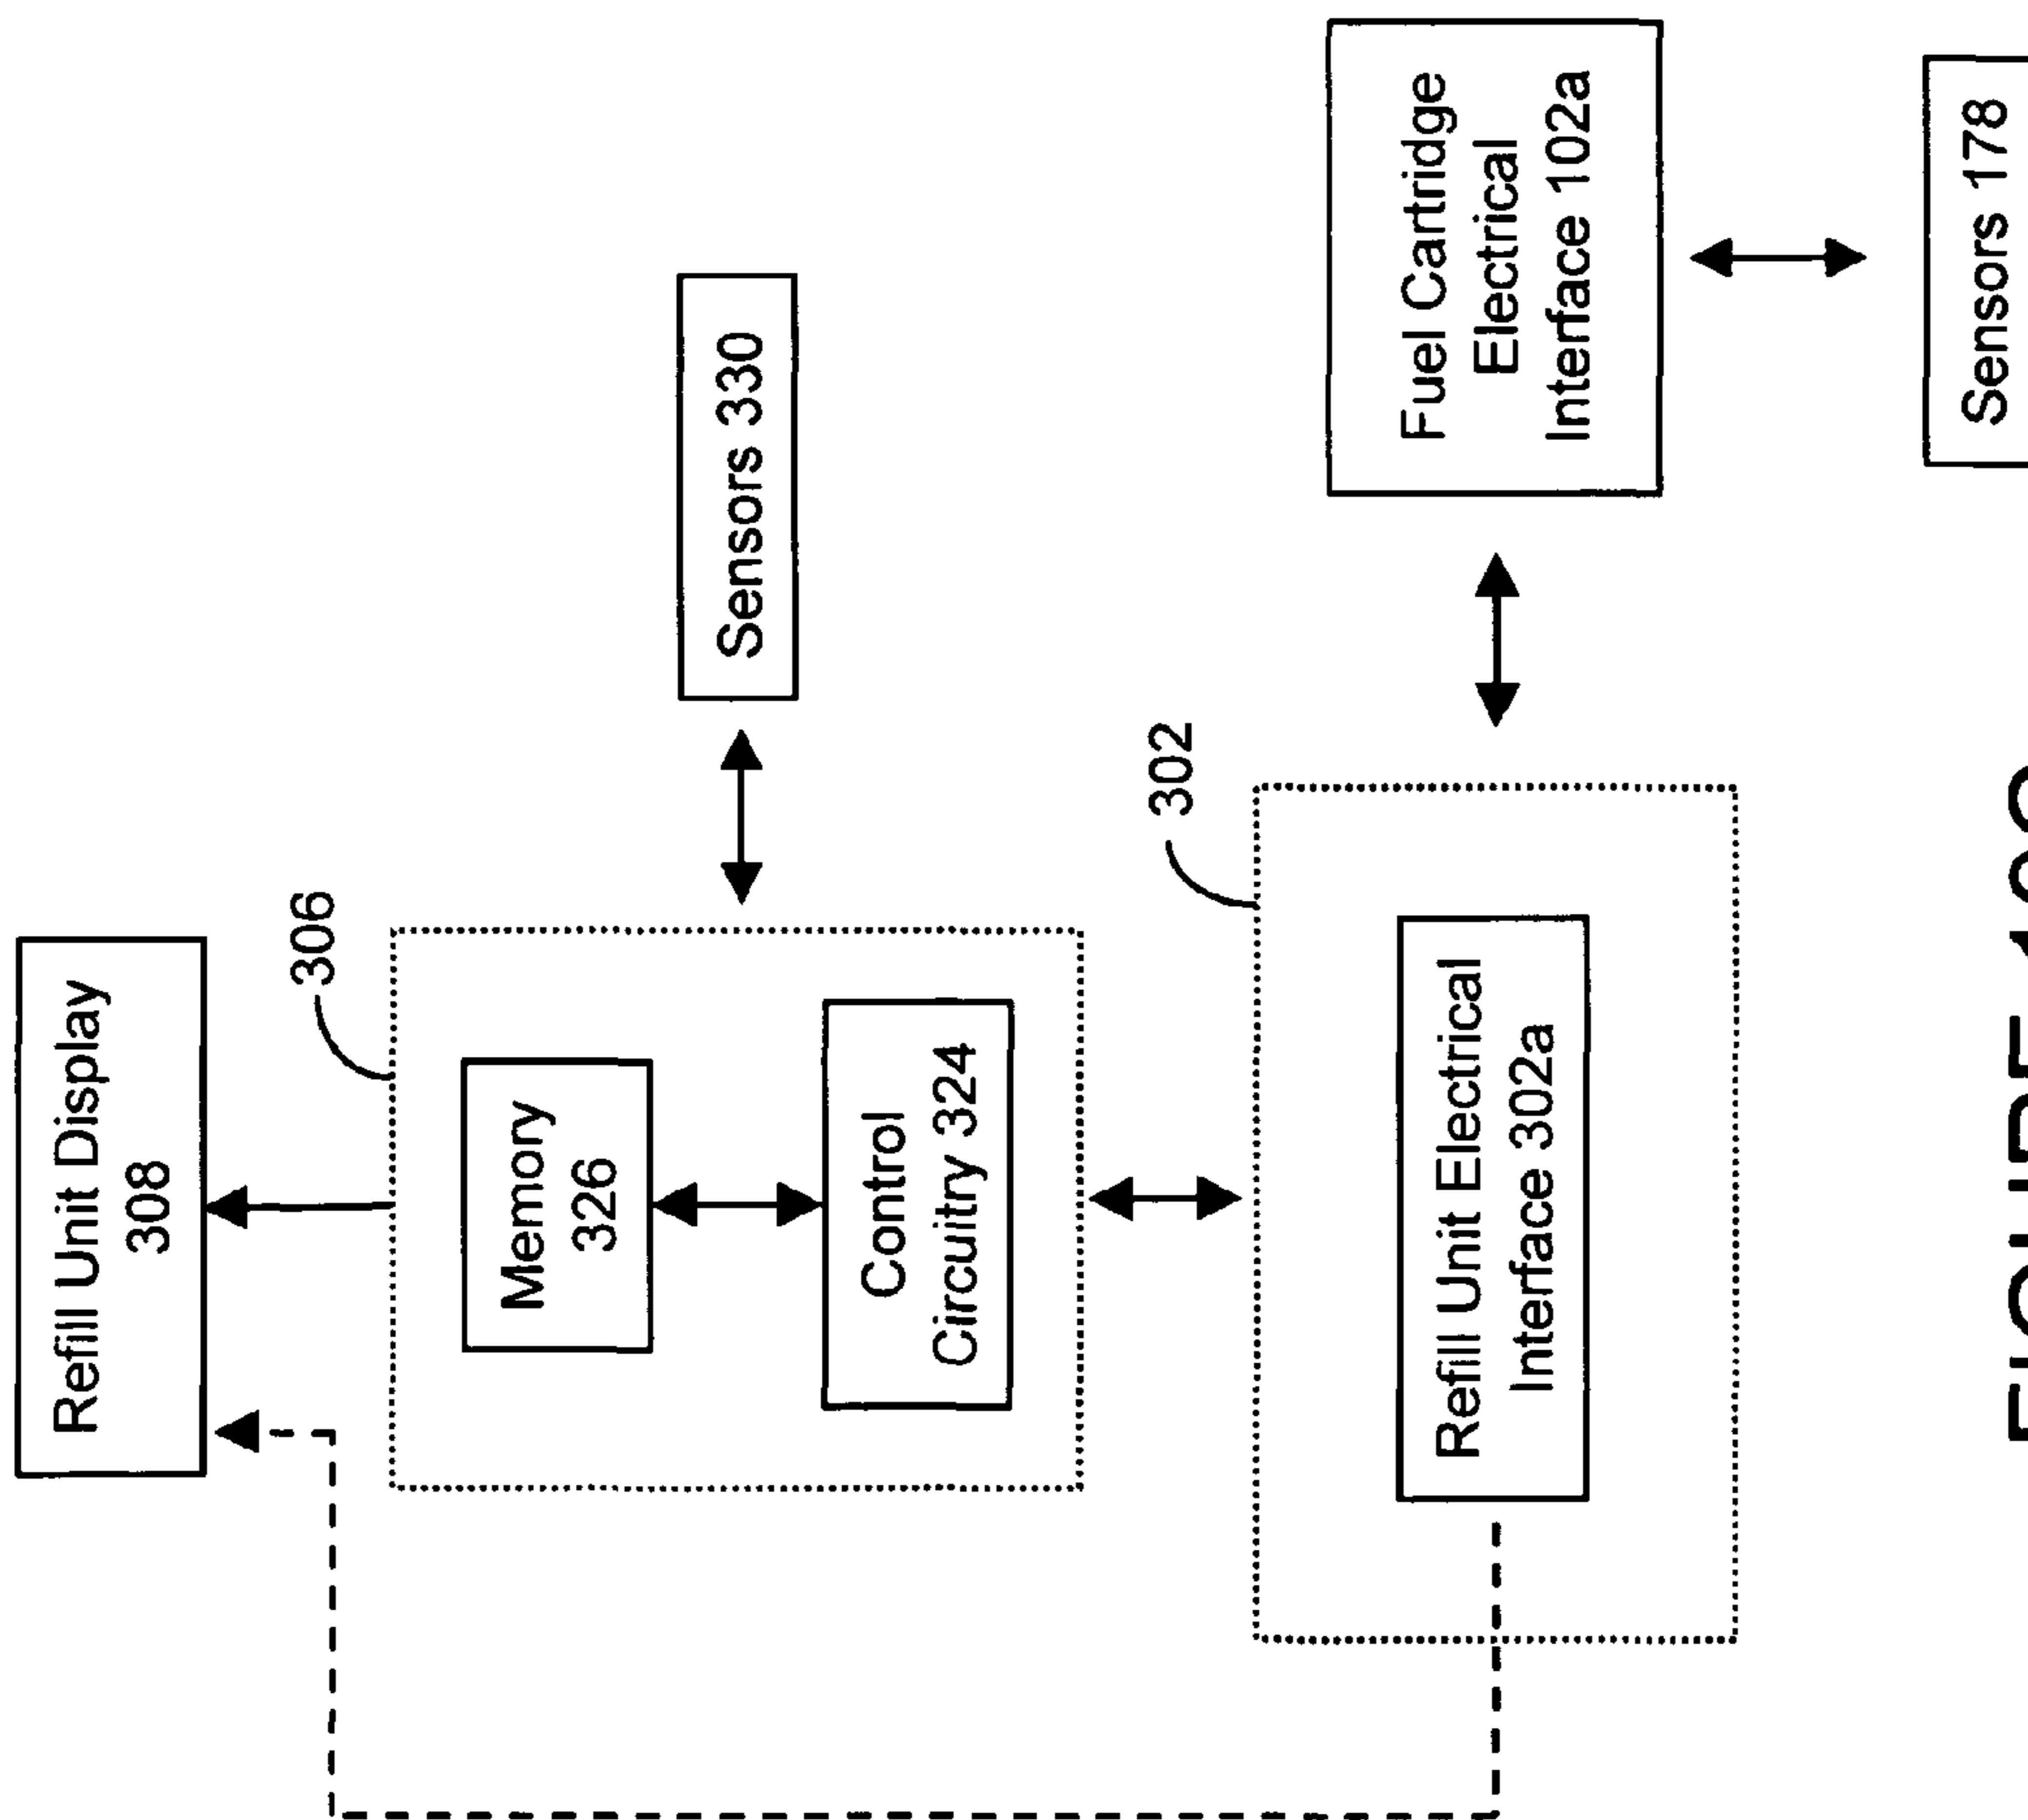 Refill Unit Display
308
306
Memory
326
Sensors 330
Control
Circuitry 324
302
Refill Unit Electrical
Interface 302a
Fuel Cartridge
Electrical
Interface 102a
Sensors 178
FIGURE